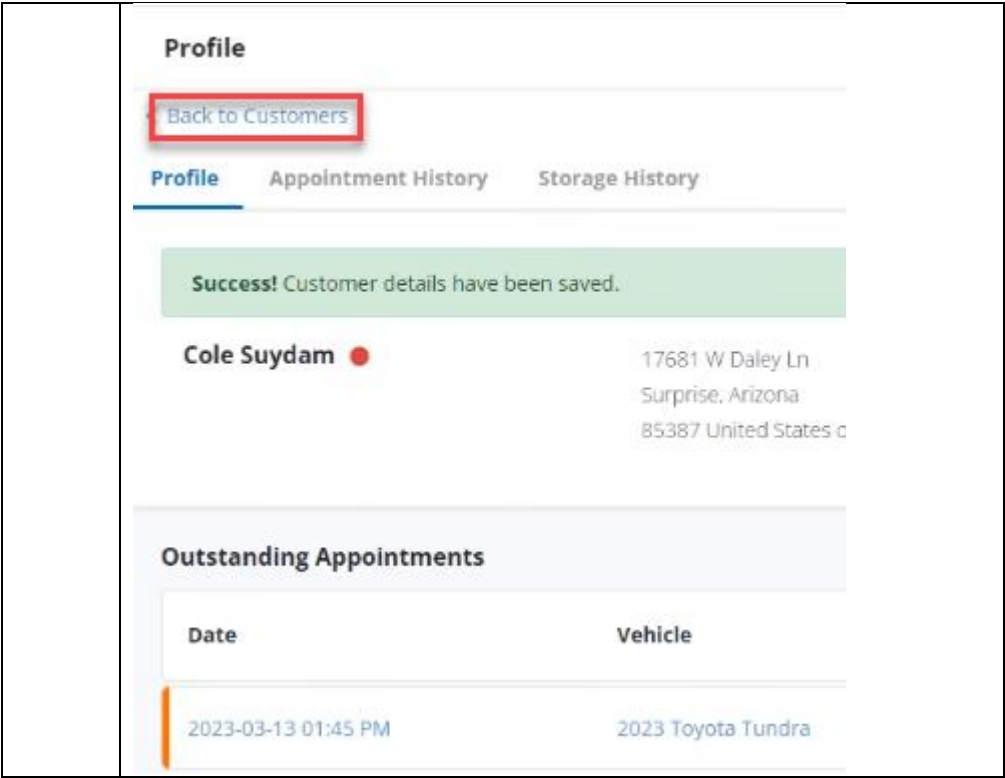 Profile
Back to Customers
Profile Appointment History Storage History
Success! Customer details have been saved.
Cole Suydam
17681 W Daley Ln
Surprise, Arizona
85387 United States
Outstanding Appointments
Date Vehicle
2023-03-13 01:45 PM 2023 Toyota Tundra